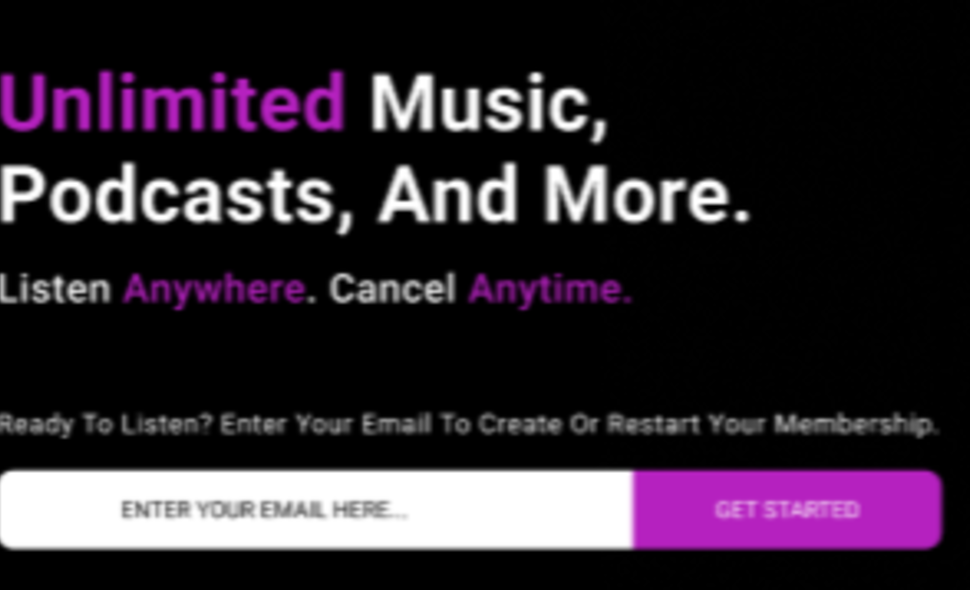 Unlimited Music,
Podcasts, And More.
Listen Anywhere. Cancel Anytime.
Ready To Listen? Enter Your Email To Create Or Restart Your Membership.
ENTER YOUR EMAIL HERE... GET STARTED